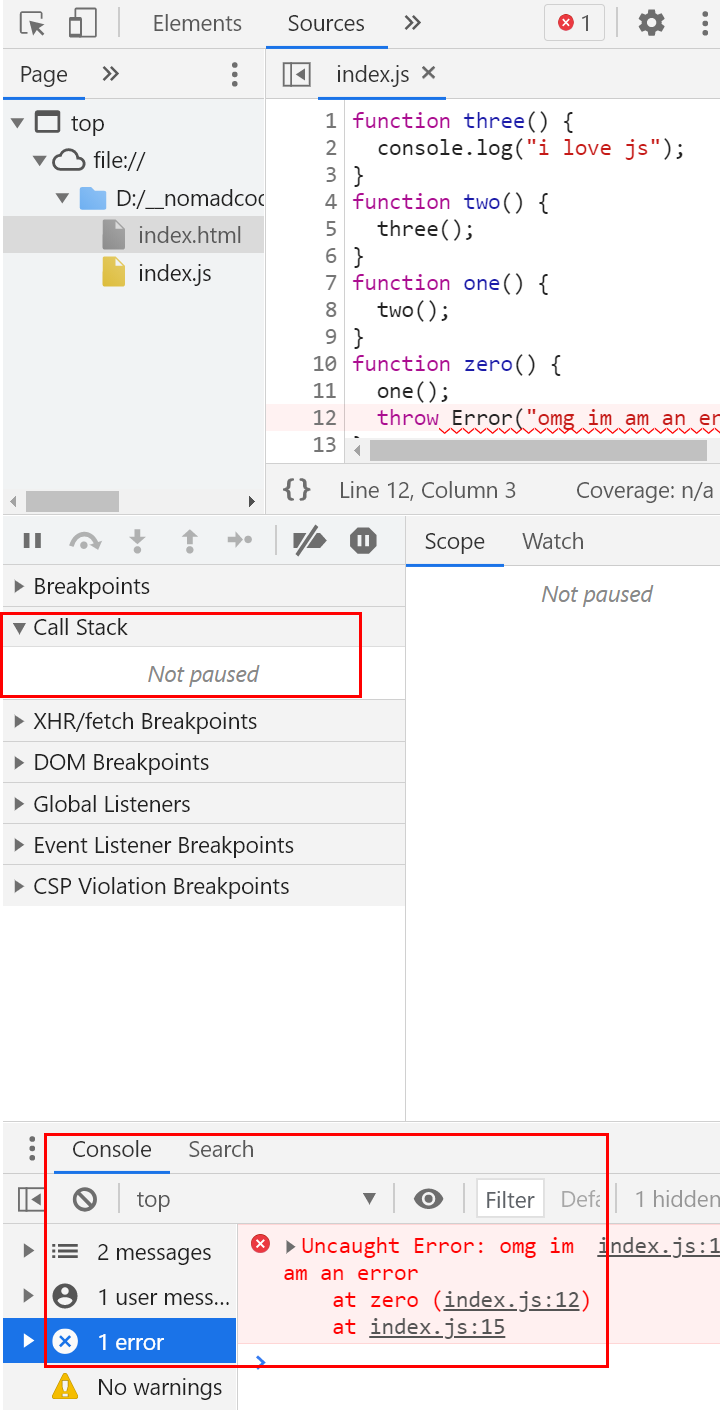 Elements Sources 1
Page
index.js
top
file://
D:/__nomadcoc
index.html
index.js
1 function three() {
2 console.log("i love js");
3 }
4 function two() {
5 three();
6 }
7 function one() {
8 two();
9 }
10 function zero() {
11 one();
12 throw Error("omg im am an er
13
{} Line 12, Column 3 Coverage: n/a
Scope Watch
Not paused
Breakpoints
Call Stack
Not paused
XHR/fetch Breakpoints
DOM Breakpoints
Global Listeners
Event Listener Breakpoints
CSP Violation Breakpoints
Console Search
top Filter Defa 1 hidden
2 messages
1 user mess...
1 error
No warnings
Uncaught Error: omg im index.js:1
am an error
at zero (index.js:12)
at index.js:15